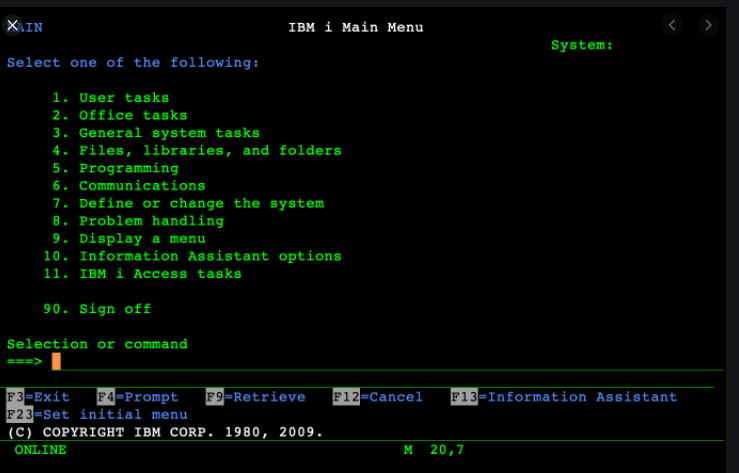 AIN
IBM i Main Menu
System:
Select one of the following:
1. User tasks
2. Office tasks
3. General system tasks
4. Files, libraries, and folders
5. Programming
6. Communications
7. Define or change the system
8. Problem handling
9. Display a menu
10. Information Assistant options
11. IBM i Access tasks
90. Sign off
Selection or command
===>
F3=Exit F4=Prompt F9=Retrieve F12=Cancel F13=Information Assistant
F23=Set initial menu
(C) COPYRIGHT IBM CORP. 1980, 2009.
ONLINE M 20,7